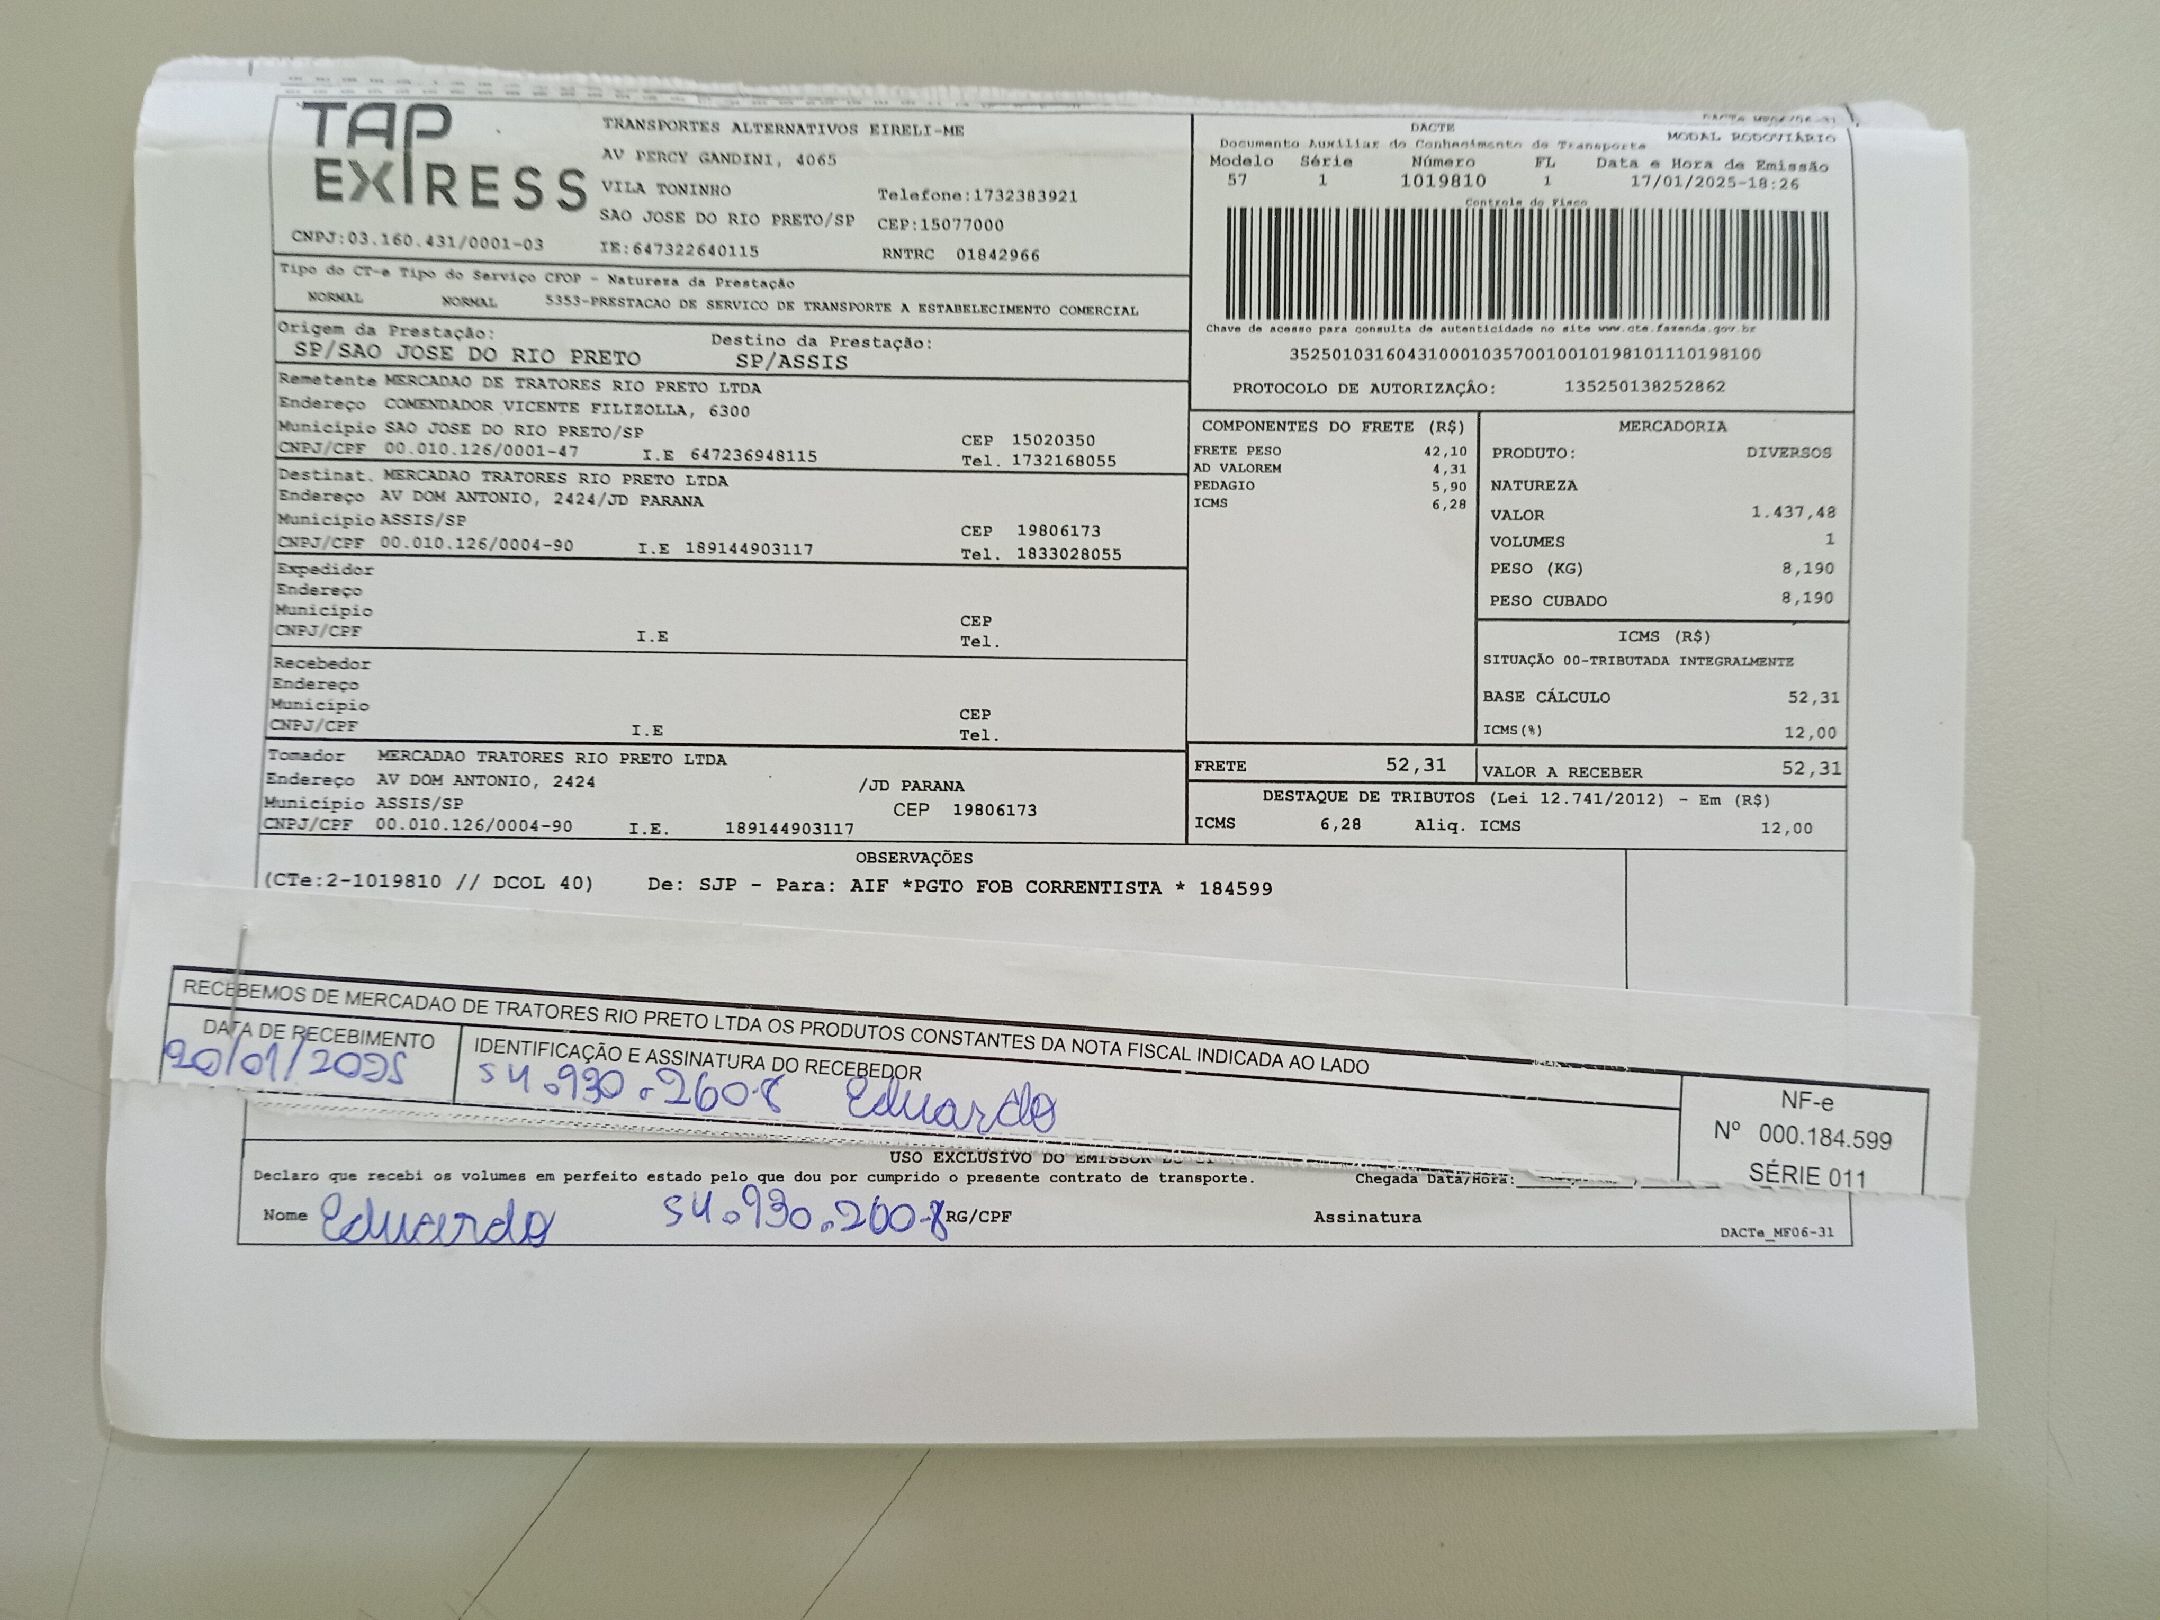 TAP
EXPRESS
CNPJ:03.160.431/0001-03
TRANSPORTES ALTERNATIVOS EIRELI-ME
AV PERCY GANDINI, 4065
VILA TONINHO
Telefone:1732383921
SAO JOSE DO RIO PRETO/SP CEP:15077000
IE:647322640115 RNTRC 01842966
DACTE MODAL RODOVIÁRIO
Documento Auxiliar do Conhecimento de Transporte
Modelo Série Número FL Data e Hora de Emissão
57 1 1019810 1 17/01/2025-18:26
Controle do Fisco
Chave de acesso para consulta de autenticidade no site www.cte.fazenda.gov.br
35250103160431000103570010010198101110198100
PROTOCOLO DE AUTORIZAÇÂO: 135250138252862
Tipo do CT-e Tipo do Serviço CFOP - Natureza da Prestação
NORMAL NORMAL 5353-PRESTACAO DE SERVICO DE TRANSPORTE A ESTABELECIMENTO COMERCIAL
Origem da Prestação: Destino da Prestação:
SP/SAO JOSE DO RIO PRETO SP/ASSIS
Remetente MERCADAO DE TRATORES RIO PRETO LTDA
Endereço COMENDADOR VICENTE FILIZOLLA, 6300
Município SAO JOSE DO RIO PRETO/SP CEP 15020350
CNPJ/CPF 00.010.126/0001-47 I.E 647236948115 Tel. 1732168055
Destinat. MERCADAO TRATORES RIO PRETO LTDA
Endereço AV DOM ANTONIO, 2424/JD PARANA
Município ASSIS/SP CEP 19806173
CNPJ/CPF 00.010.126/0004-90 I.E 189144903117 Tel. 1833028055
Expedidor
Endereço
Município CEP
CNPJ/CPF I.E Tel.
Recebedor
Endereço
Município CEP
CNPJ/CPF I.E Tel.
Tomador MERCADAO TRATORES RIO PRETO LTDA
Endereço AV DOM ANTONIO, 2424 /JD PARANA
Município ASSIS/SP CEP 19806173
CNPJ/CPF 00.010.126/0004-90 I.E. 189144903117
COMPONENTES DO FRETE (R$)
FRETE PESO 42,10
AD VALOREM 4,31
PEDAGIO 5,90
ICMS 6,28
MERCADORIA
PRODUTO: DIVERSOS
NATUREZA
VALOR 1.437,48
VOLUMES 1
PESO (KG) 8,190
PESO CUBADO 8,190
ICMS (R$)
SITUAÇÃO 00-TRIBUTADA INTEGRALMENTE
BASE CÁLCULO 52,31
ICMS(%) 12,00
FRETE 52,31 VALOR A RECEBER 52,31
DESTAQUE DE TRIBUTOS (Lei 12.741/2012) - Em (R$)
ICMS 6,28 Aliq. ICMS 12,00
OBSERVAÇÕES
(CTe:2-1019810 // DCOL 40) De: SJP - Para: AIF *PGTO FOB CORRENTISTA * 184599
RECEBEMOS DE MERCADAO DE TRATORES RIO PRETO LTDA OS PRODUTOS CONSTANTES DA NOTA FISCAL INDICADA AO LADO
DATA DE RECEBIMENTO IDENTIFICAÇÃO E ASSINATURA DO RECEBEDOR
20/01/2025 54.930.260-8 Eduardo
NF-e
Nº 000.184.599
SÉRIE 011
USO EXCLUSIVO DO EMISSOR
Declaro que recebi os volumes em perfeito estado pelo que dou por cumprido o presente contrato de transporte. Chegada Data/Hora:
Nome Eduardo 54.930.260-8 RG/CPF Assinatura
DACTe_MF06-31